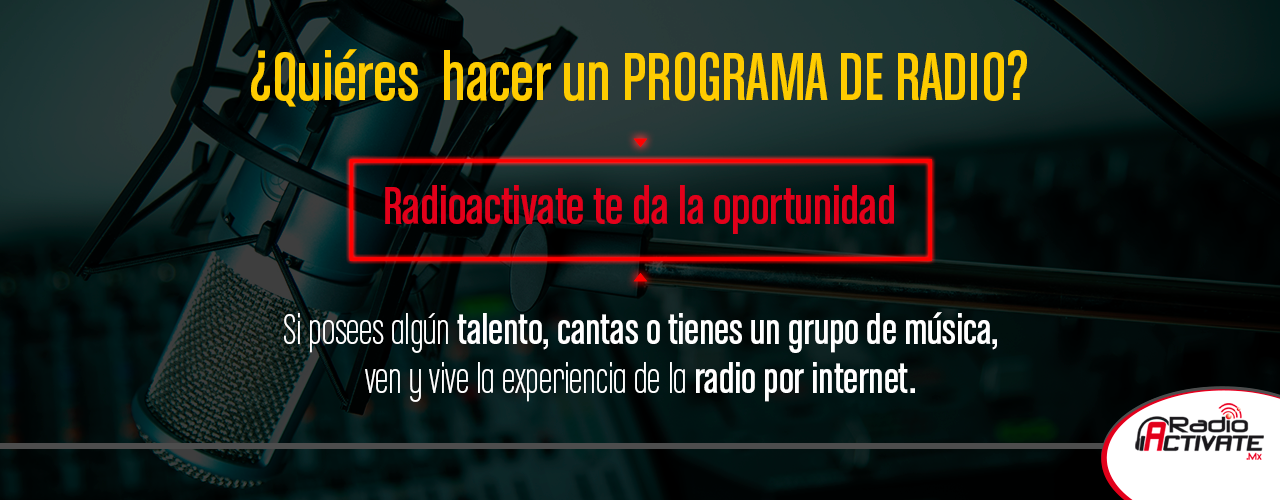 ¿Quiéres hacer un PROGRAMA DE RADIO?
Radioactivate te da la oportunidad
Si posees algún talento, cantas o tienes un grupo de música,
ven y vive la experiencia de la radio por internet.
Radio
ACTIVATE
.MX